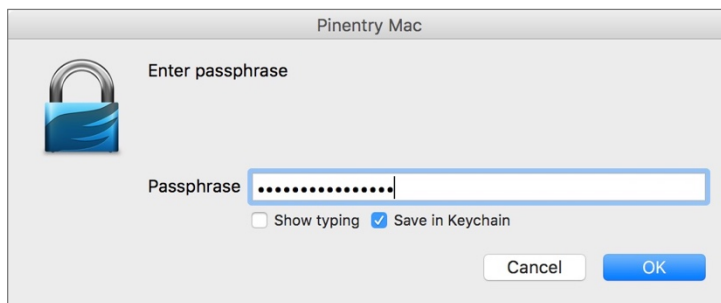 Pinentry Mac
Enter passphrase
Passphrase ••••••••••••••••
Show typing Save in Keychain
Cancel OK